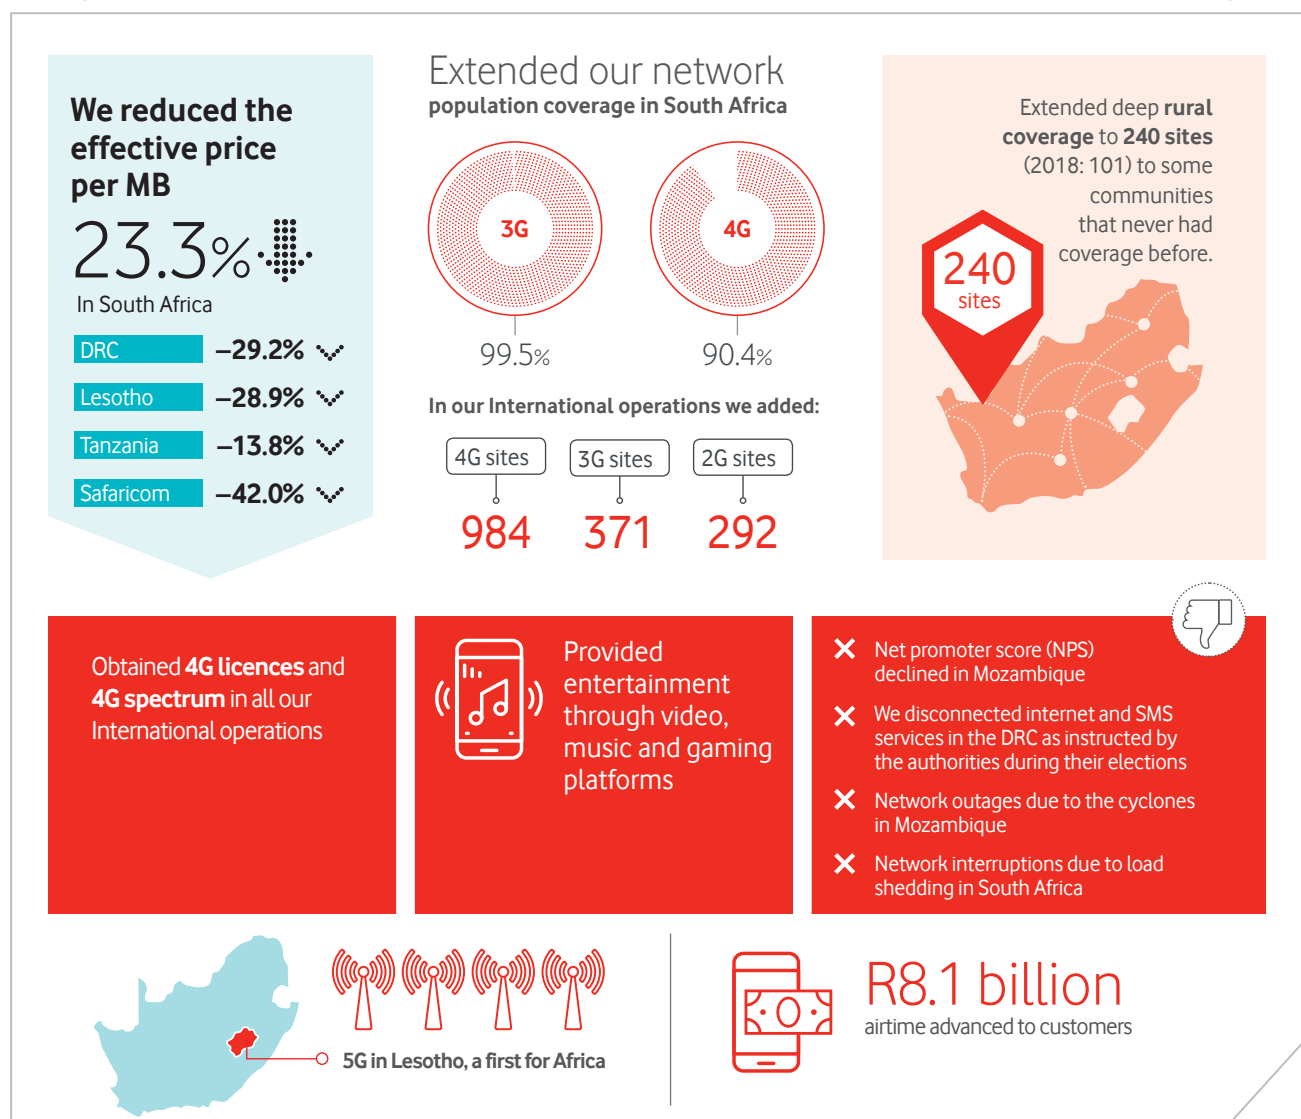 We reduced the
effective price
per MB
23.3%
In South Africa
DRC –29.2%
Lesotho –28.9%
Tanzania –13.8%
Safaricom –42.0%
Extended our network
population coverage in South Africa
3G
4G
99.5%
90.4%
In our International operations we added:
4G sites
3G sites
2G sites
984
371
292
Extended deep rural
coverage to 240 sites
(2018: 101) to some
communities
that never had
coverage before.
240
sites
Obtained 4G licences and
4G spectrum in all our
International operations
Provided
entertainment
through video,
music and gaming
platforms
Net promoter score (NPS)
declined in Mozambique
We disconnected internet and SMS
services in the DRC as instructed by
the authorities during their elections
Network outages due to the cyclones
in Mozambique
Network interruptions due to load
shedding in South Africa
5G in Lesotho, a first for Africa
R8.1 billion
airtime advanced to customers